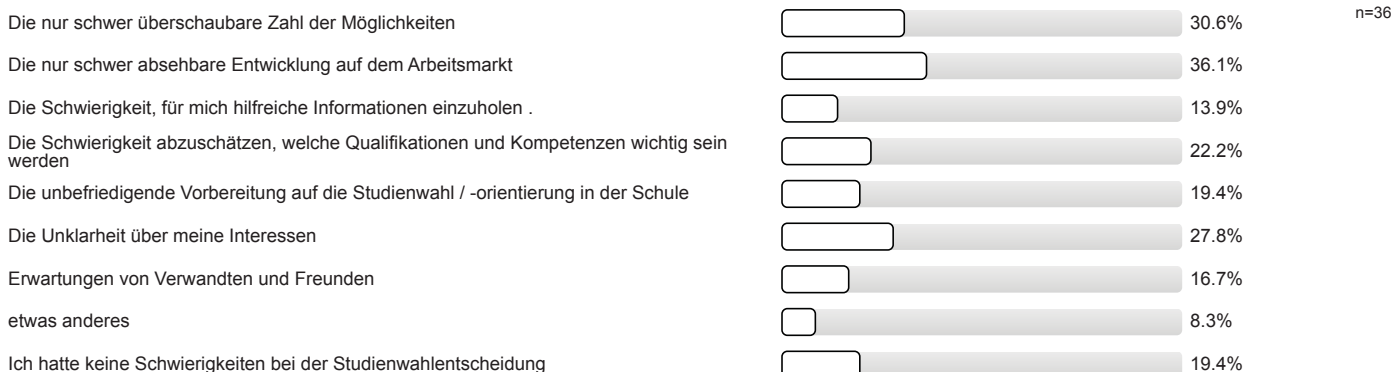 Die nur schwer überschaubare Zahl der Möglichkeiten 30.6% n=36
Die nur schwer absehbare Entwicklung auf dem Arbeitsmarkt 36.1%
Die Schwierigkeit, für mich hilfreiche Informationen einzuholen . 13.9%
Die Schwierigkeit abzuschätzen, welche Qualifikationen und Kompetenzen wichtig sein
werden 22.2%
Die unbefriedigende Vorbereitung auf die Studienwahl / -orientierung in der Schule 19.4%
Die Unklarheit über meine Interessen 27.8%
Erwartungen von Verwandten und Freunden 16.7%
etwas anderes 8.3%
Ich hatte keine Schwierigkeiten bei der Studienwahlentscheidung 19.4%